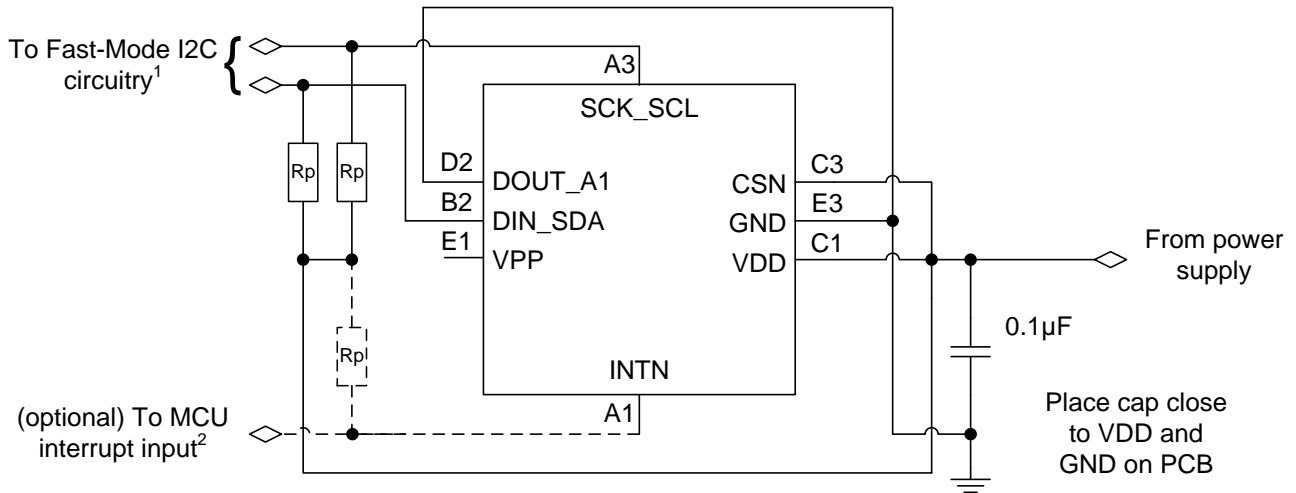 To Fast-Mode I2C
circuitry1
{
A3
SCK_SCL
Rp
Rp
D2
DOUT_A1
B2
DIN_SDA
E1
VPP
C3
CSN
E3
GND
C1
VDD
From power
supply
Rp
0.1µF
INTN
A1
(optional) To MCU
interrupt input2
Place cap close
to VDD and
GND on PCB